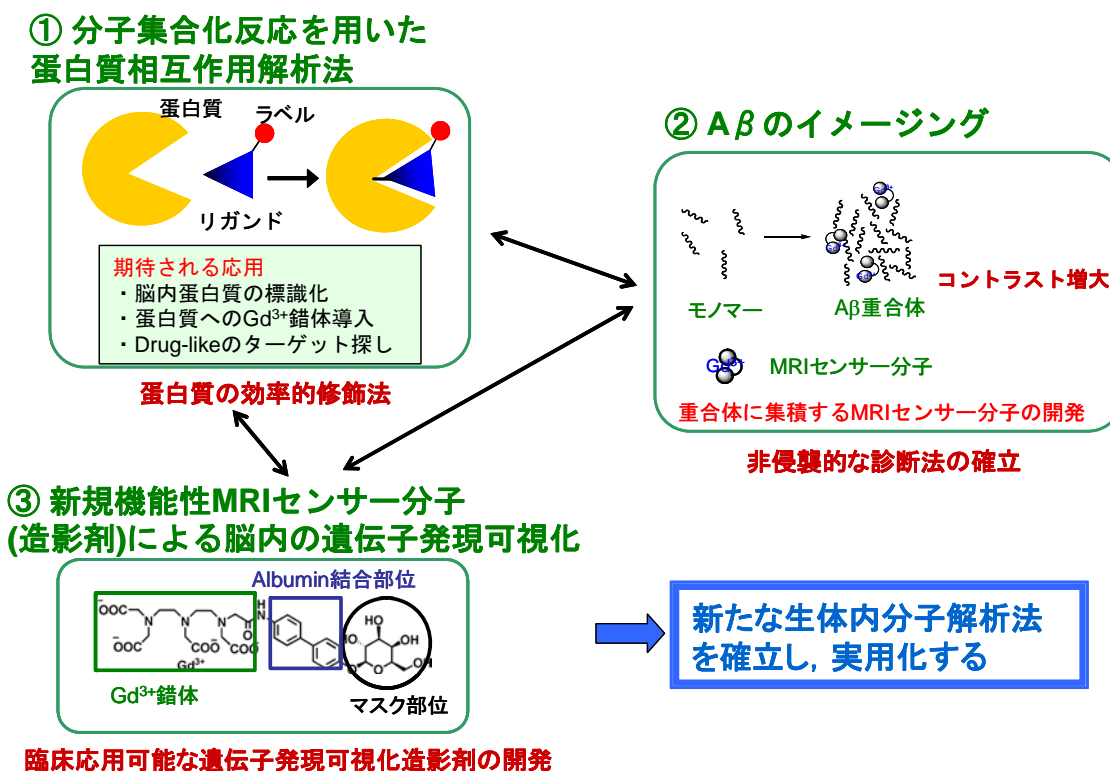 ① 分子集合化反応を用いた
蛋白質相互作用解析法
蛋白質
ラベル
リガンド
期待される応用
・脳内蛋白質の標識化
・蛋白質へのGd³⁺錯体導入
・Drug-likeのターゲット探し
蛋白質の効率的修飾法
② Aβのイメージング
モノマー
Aβ重合体
コントラスト増大
Gd³⁺
Gd³⁺
Gd³⁺
Gd³⁺
MRIセンサー分子
重合体に集積するMRIセンサー分子の開発
非侵襲的な診断法の確立
③ 新規機能性MRIセンサー分子
(造影剤)による脳内の遺伝子発現可視化
Albumin結合部位
⁻OOC
N
N
N
O
H
N
⁻OOC
COO⁻
COO⁻
Gd³⁺
HO
HO
OH
O
O
OH
Gd³⁺錯体
マスク部位
臨床応用可能な遺伝子発現可視化造影剤の開発
新たな生体内分子解析法
を確立し, 実用化する